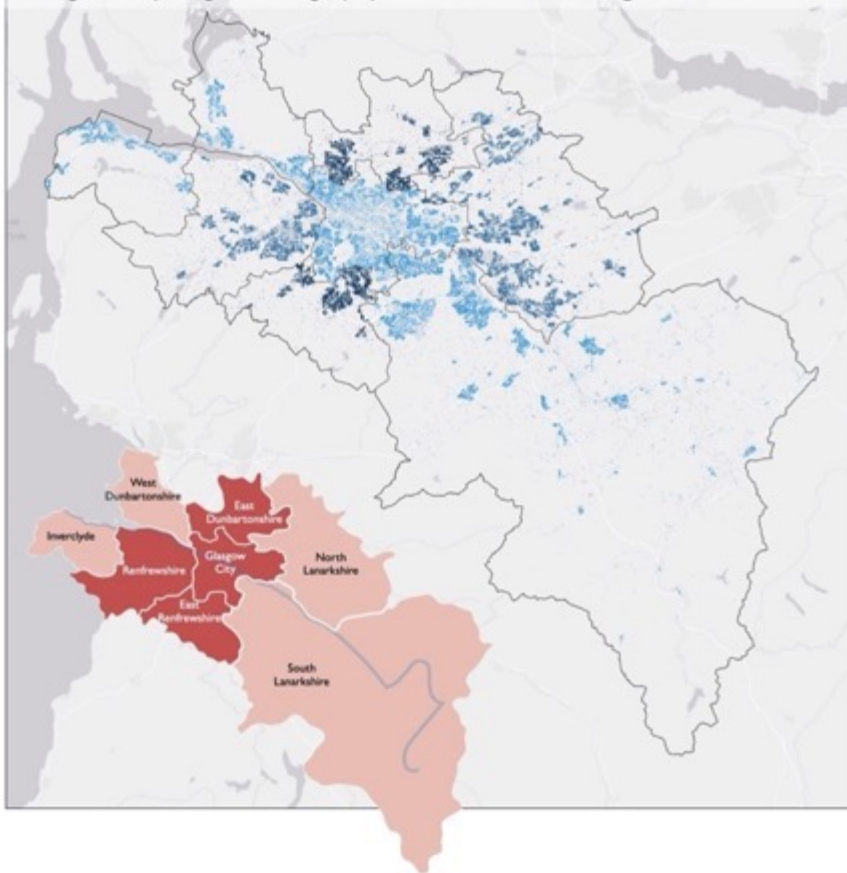 West
Dunbartonshire
East
Dunbartonshire
Inverclyde
Glasgow
City
North
Lanarkshire
Renfrewshire
East
Renfrewshire
South
Lanarkshire